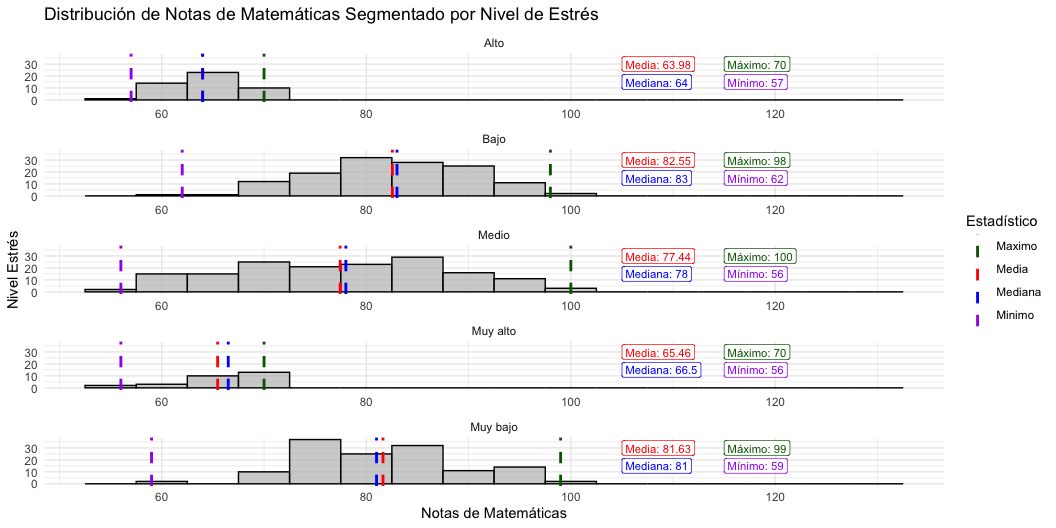 Distribución de Notas de Matemáticas Segmentado por Nivel de Estrés
Alto
30
20
10
0
Media: 63.98
Máximo: 70
Mediana: 64
Mínimo: 57
60
80
100
120
Bajo
30
20
10
0
Media: 82.55
Máximo: 98
Mediana: 83
Mínimo: 62
60
80
100
120
Medio
30
20
10
0
Media: 77.44
Máximo: 100
Mediana: 78
Mínimo: 56
60
80
100
120
Muy alto
30
20
10
0
Media: 65.46
Máximo: 70
Mediana: 66.5
Mínimo: 56
60
80
100
120
Muy bajo
30
20
10
0
Media: 81.63
Máximo: 99
Mediana: 81
Mínimo: 59
60
80
100
120
Notas de Matemáticas
Nivel Estrés
Estadístico
Maximo
Media
Mediana
Minimo